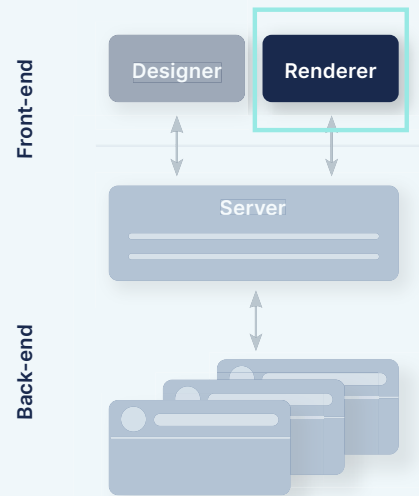 Front-end
Designer
Renderer
Server
Back-end